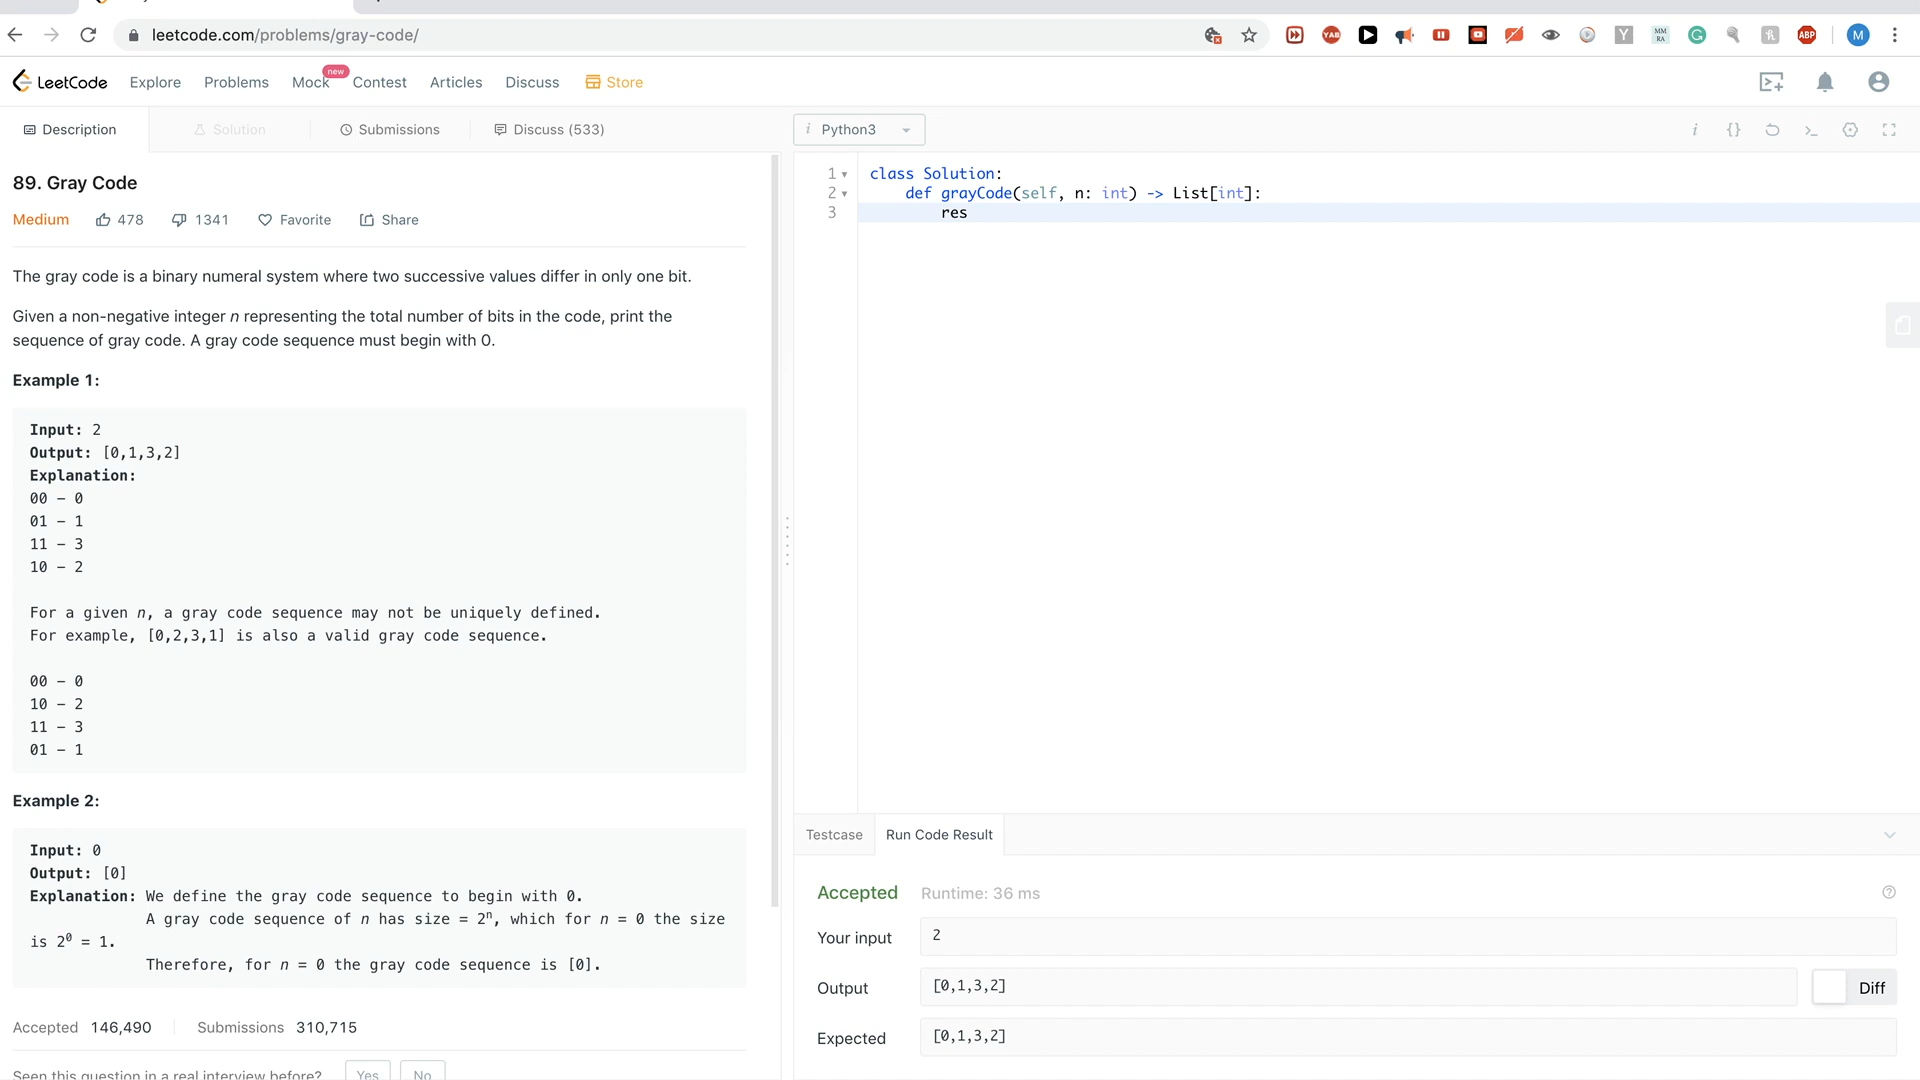 leetcode.com/problems/gray-code/
YAB
Y
MM
RA
G
ABP
M
LeetCode
Explore
Problems
Mock
new
Contest
Articles
Discuss
Store
Description
Solution
Submissions
Discuss (533)
i Python3
i {}
89. Gray Code
Medium
478
1341
Favorite
Share
The gray code is a binary numeral system where two successive values differ in only one bit.
Given a non-negative integer n representing the total number of bits in the code, print the
sequence of gray code. A gray code sequence must begin with 0.
Example 1:
Input: 2
Output: [0,1,3,2]
Explanation:
00 - 0
01 - 1
11 - 3
10 - 2
For a given n, a gray code sequence may not be uniquely defined.
For example, [0,2,3,1] is also a valid gray code sequence.
00 - 0
10 - 2
11 - 3
01 - 1
Example 2:
Input: 0
Output: [0]
Explanation: We define the gray code sequence to begin with 0.
A gray code sequence of n has size = 2ⁿ, which for n = 0 the size
is 2⁰ = 1.
Therefore, for n = 0 the gray code sequence is [0].
Accepted 146,490
Submissions 310,715
Seen this question in a real interview before?
Yes
No
1 class Solution:
2 def grayCode(self, n: int) -> List[int]:
3 res
Testcase
Run Code Result
Accepted
Runtime: 36 ms
Your input
2
Output
[0,1,3,2]
Diff
Expected
[0,1,3,2]